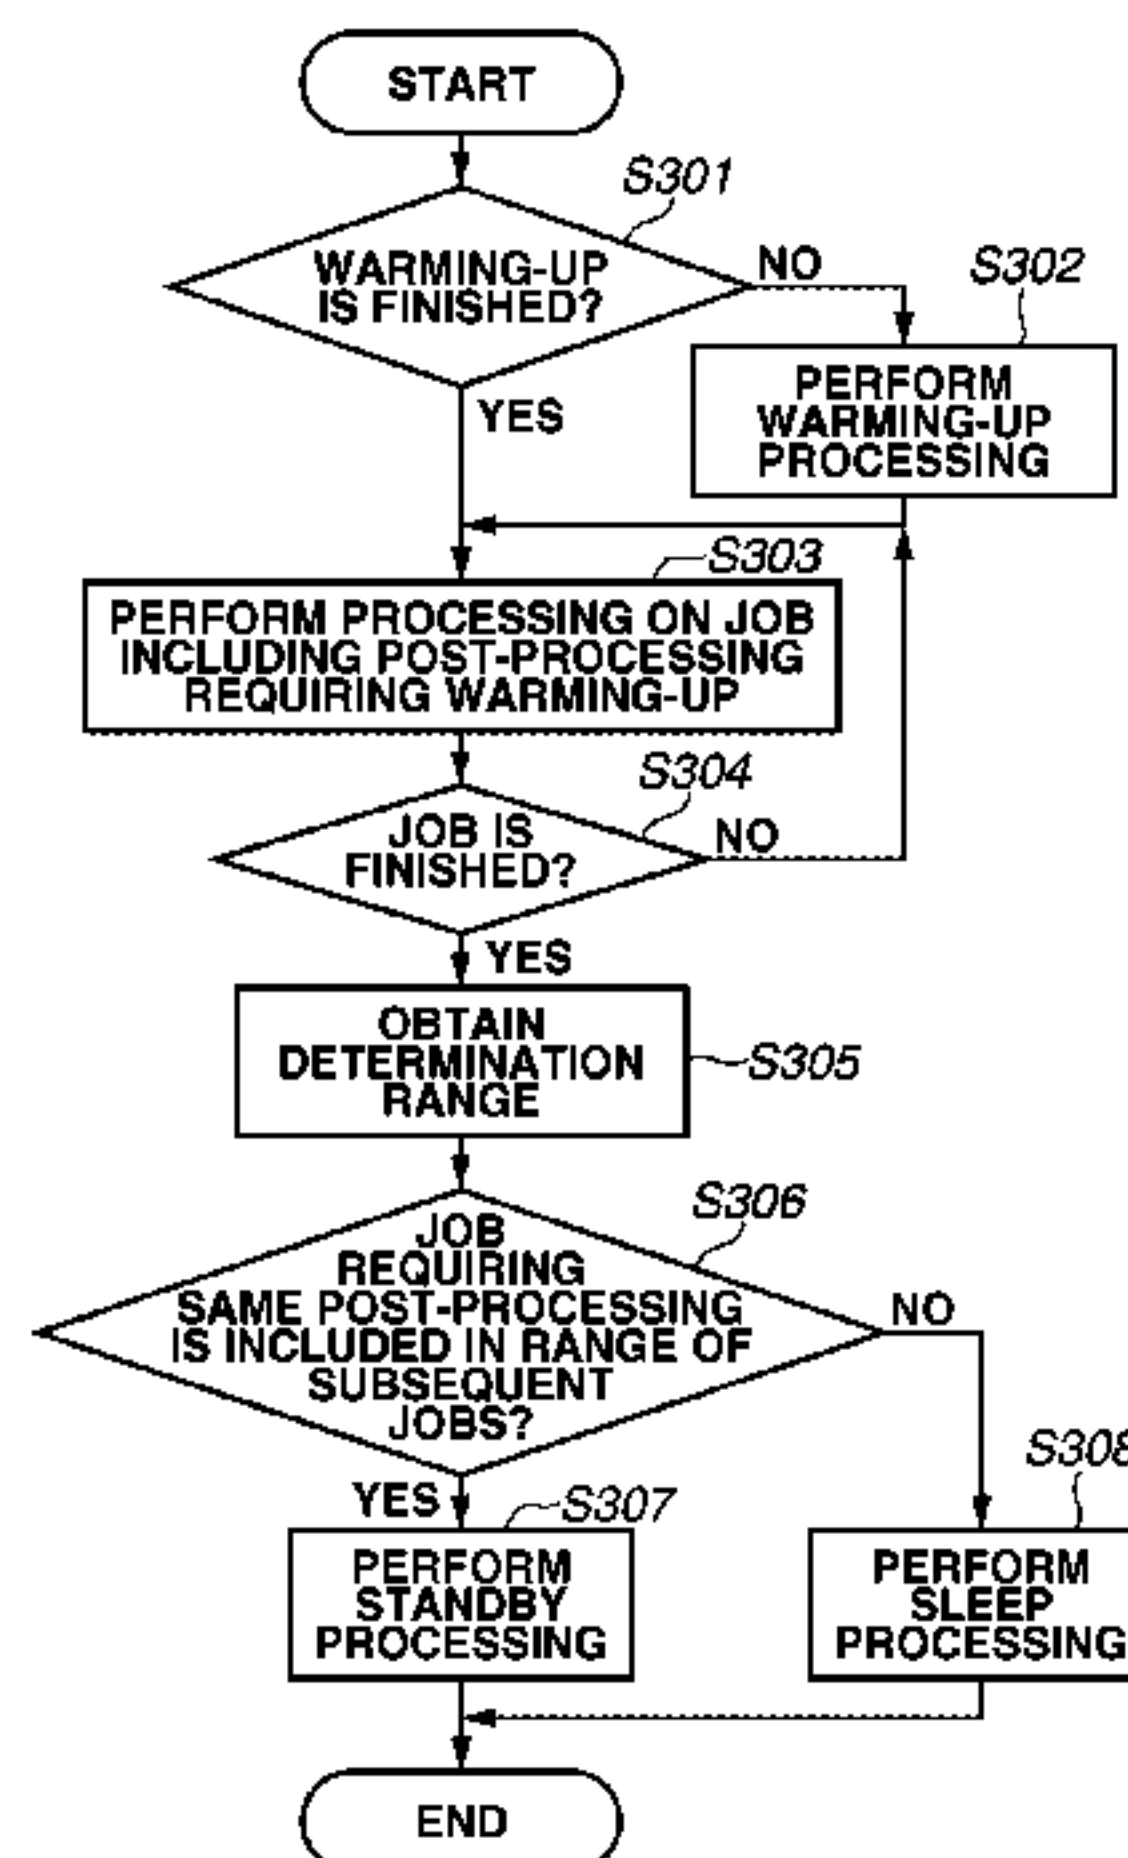 START
S301
WARMING-UP
IS FINISHED?
NO
S302
PERFORM
WARMING-UP
PROCESSING
YES
S303
PERFORM PROCESSING ON JOB
INCLUDING POST-PROCESSING
REQUIRING WARMING-UP
S304
JOB IS
FINISHED?
NO
YES
OBTAIN
DETERMINATION
RANGE
S305
S306
JOB
REQUIRING
SAME POST-PROCESSING
IS INCLUDED IN RANGE OF
SUBSEQUENT
JOBS?
NO
YES
S307
PERFORM
STANDBY
PROCESSING
S308
PERFORM
SLEEP
PROCESSING
END